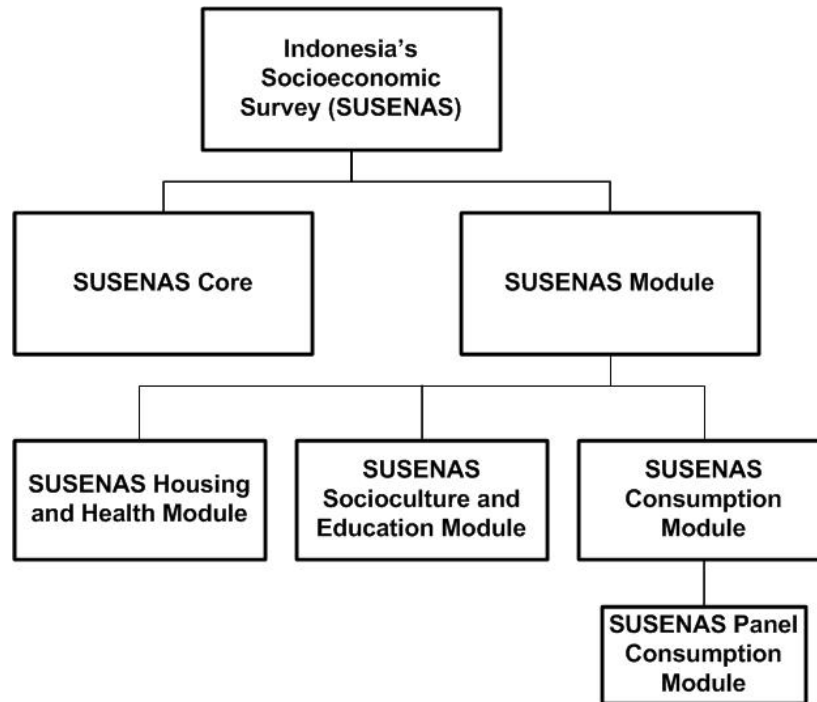 Indonesia’s
Socioeconomic
Survey (SUSENAS)
SUSENAS Core
SUSENAS Module
SUSENAS Housing
and Health Module
SUSENAS
Socioculture and
Education Module
SUSENAS
Consumption
Module
SUSENAS Panel
Consumption
Module